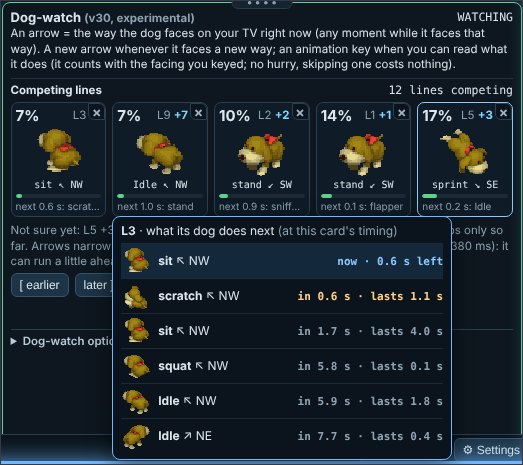 Dog-watch (v30, experimental) WATCHING
An arrow = the way the dog faces on your TV right now (any moment while it faces that
way). A new arrow whenever it faces a new way; an animation key when you can read what
it does (it counts with the facing you keyed; no hurry, skipping one costs nothing).
Competing lines 12 lines competing
7% L3 ×
sit ↖ NW
next 0.6 s: scrat…
7% L9 +7 ×
Idle ↖ NW
next 1.0 s: stand
10% L2 +2 ×
stand ↙ SW
next 0.9 s: sniff…
14% L1 +1 ×
stand ↙ SW
next 0.1 s: flapper
17% L5 +3 ×
sprint ↘ SE
next 0.2 s: Idle
Not sure yet: L5 +3
ps only so
far. Arrows narrow
380 ms): it
can run a little ahea
[ earlier
later ]
▶ Dog-watch optio
L3 · what its dog does next (at this card's timing)
sit ↖ NW now · 0.6 s left
scratch ↖ NW in 0.6 s · lasts 1.1 s
sit ↖ NW in 1.7 s · lasts 4.0 s
squat ↖ NW in 5.8 s · lasts 0.1 s
Idle ↖ NW in 5.9 s · lasts 1.8 s
Idle ↗ NE in 7.7 s · lasts 0.4 s
⚙ Settings